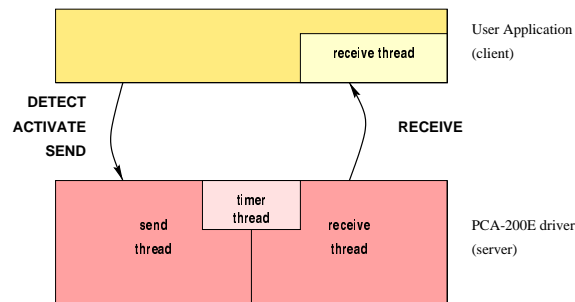 User Application
(client)
receive thread
DETECT
ACTIVATE
SEND
RECEIVE
timer
thread
send
thread
receive
thread
PCA-200E driver
(server)